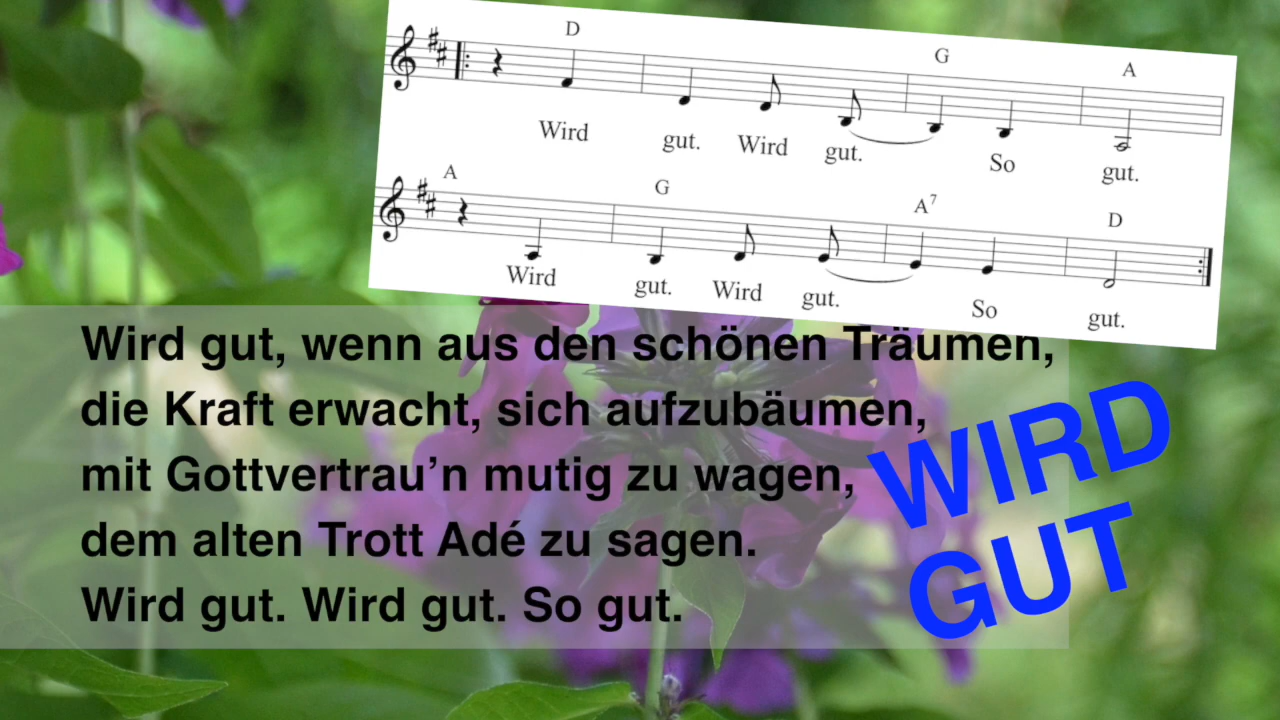 D G A
Wird gut. Wird gut. So gut.
A G A7 D
Wird gut. Wird gut. So gut.
Wird gut, wenn aus den schönen Träumen,
die Kraft erwacht, sich aufzubäumen,
mit Gottvertrau’n mutig zu wagen,
dem alten Trott Adé zu sagen.
Wird gut. Wird gut. So gut.
WIRD
GUT